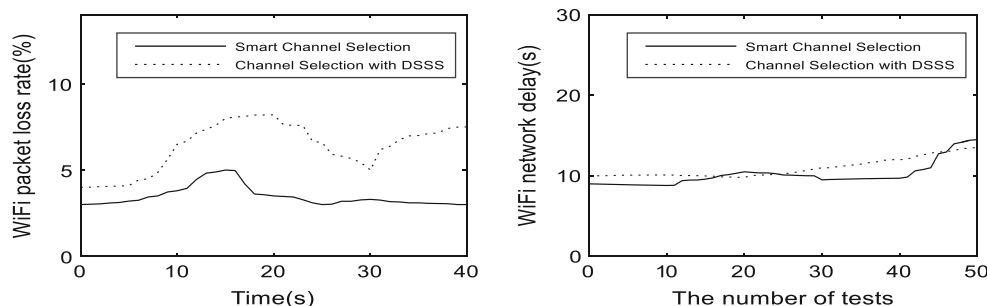 WiFi packet loss rate(%)
10
5
0
Smart Channel Selection
Channel Selection with DSSS
0 10 20 30 40
Time(s)
WiFi network delay(s)
30
20
10
0
Smart Channel Selection
Channel Selection with DSSS
0 10 20 30 40 50
The number of tests